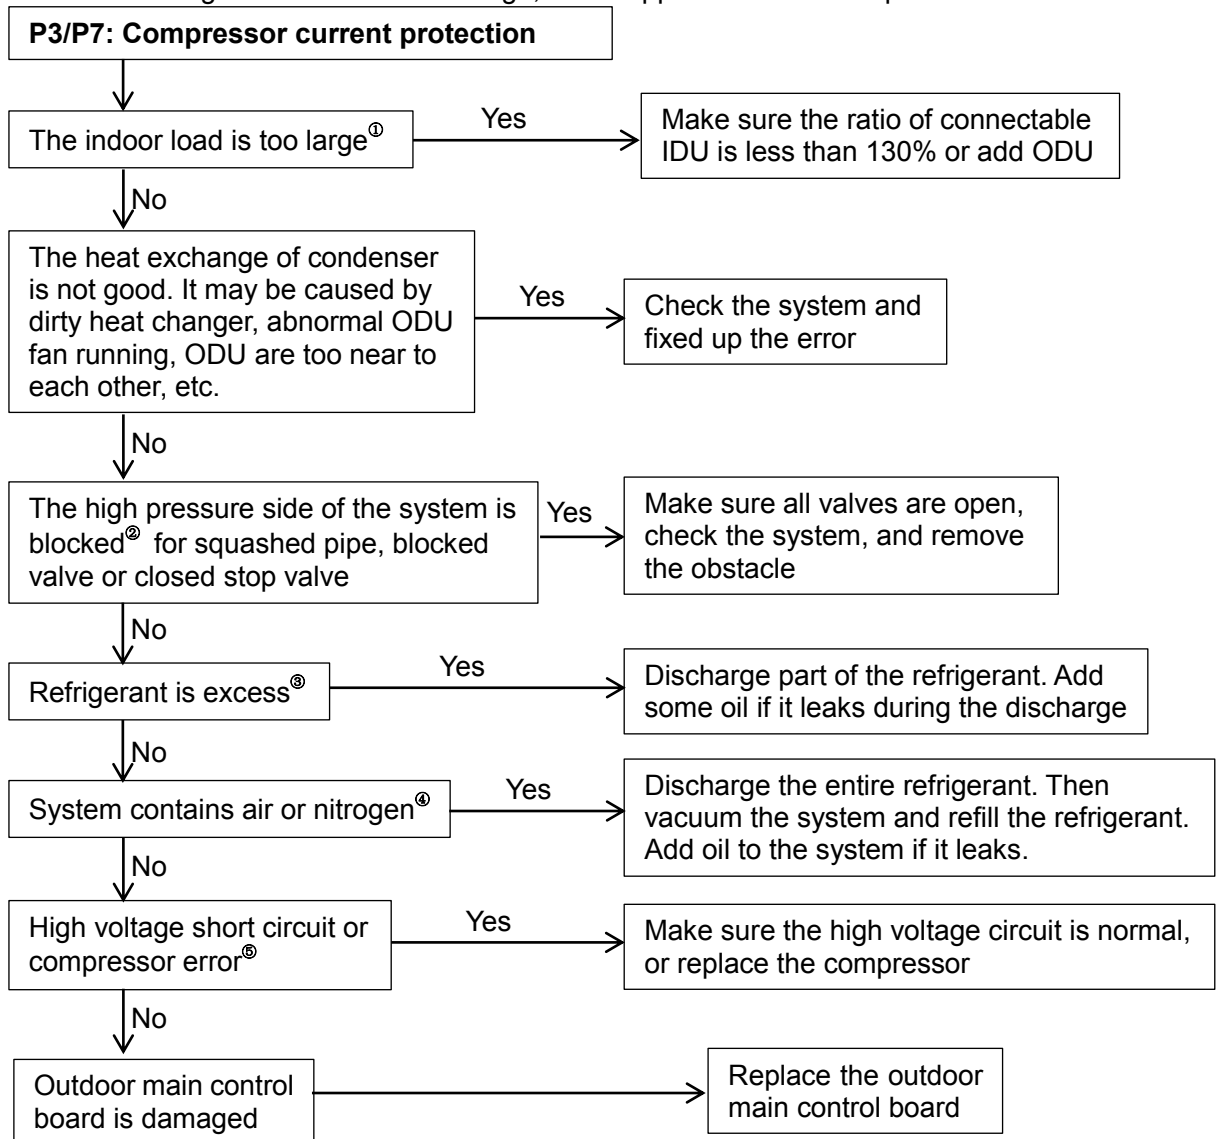 P3/P7: Compressor current protection
The indoor load is too large①
Yes
Make sure the ratio of connectable
IDU is less than 130% or add ODU
No
The heat exchange of condenser
is not good. It may be caused by
dirty heat changer, abnormal ODU
fan running, ODU are too near to
each other, etc.
Yes
Check the system and
fixed up the error
No
The high pressure side of the system is
blocked② for squashed pipe, blocked
valve or closed stop valve
Yes
Make sure all valves are open,
check the system, and remove
the obstacle
No
Refrigerant is excess③
Yes
Discharge part of the refrigerant. Add
some oil if it leaks during the discharge
No
System contains air or nitrogen④
Yes
Discharge the entire refrigerant. Then
vacuum the system and refill the refrigerant.
Add oil to the system if it leaks.
No
High voltage short circuit or
compressor error⑤
Yes
Make sure the high voltage circuit is normal,
or replace the compressor
No
Outdoor main control
board is damaged
Replace the outdoor
main control board